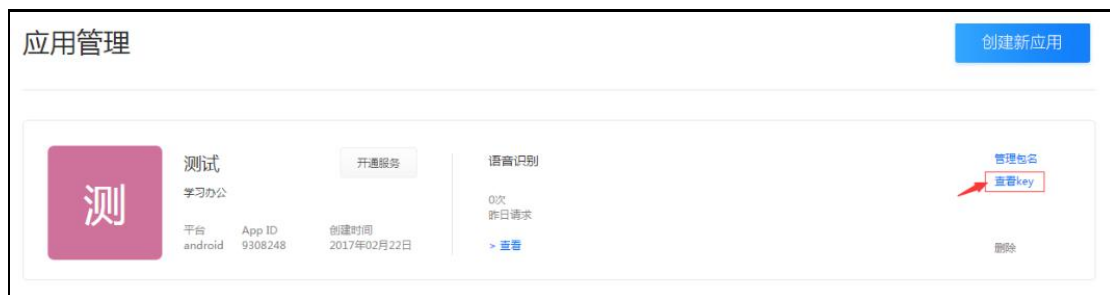 应用管理
创建新应用
测
测试
开通服务
学习办公
平台 App ID 创建时间
android 9308248 2017年02月22日
语音识别
0次
昨日请求
> 查看
管理包名
查看key
删除